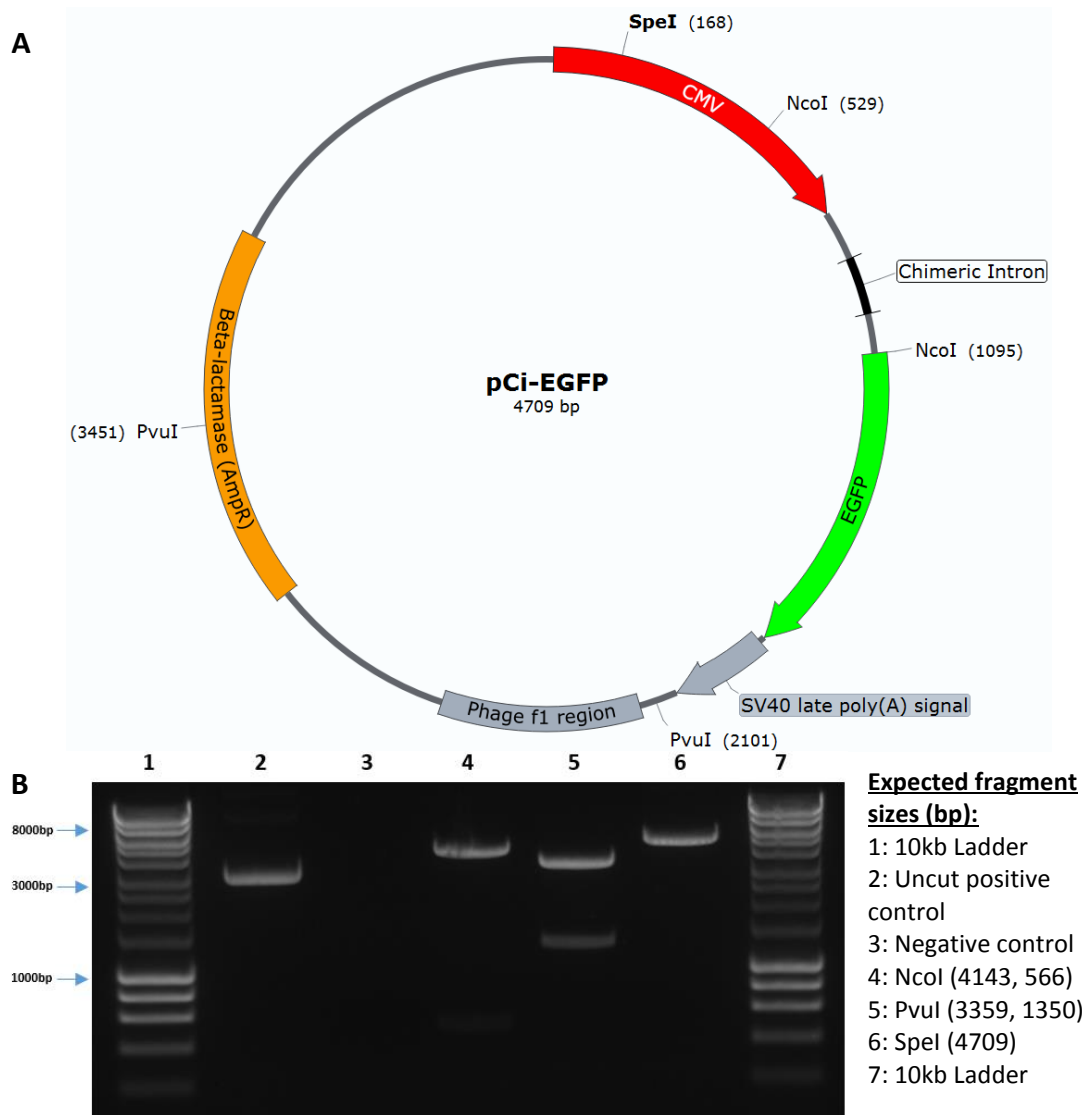 A
SpeI (168)
CMV
NcoI (529)
Chimeric Intron
NcoI (1095)
pCi-EGFP
4709 bp
Beta-lactamase (AmpR)
(3451) PvuI
EGFP
SV40 late poly(A) signal
Phage f1 region
PvuI (2101)
1 2 3 4 5 6 7
B
8000bp
3000bp
1000bp
Expected fragment
sizes (bp):
1: 10kb Ladder
2: Uncut positive
control
3: Negative control
4: NcoI (4143, 566)
5: PvuI (3359, 1350)
6: SpeI (4709)
7: 10kb Ladder